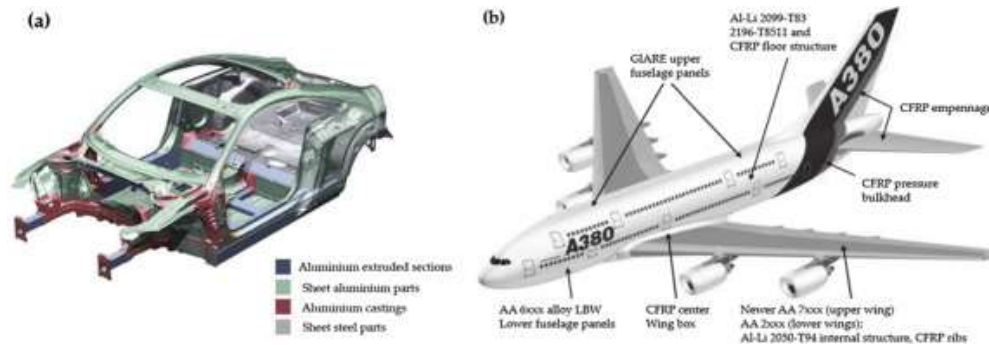 (a)
Aluminium extruded sections
Sheet aluminium parts
Aluminium castings
Sheet steel parts
(b)
Al-Li 2099-T83
2196-T8511 and
CFRP floor structure
GIARE upper
fuselage panels
A380
CFRP empennage
CFRP pressure
bulkhead
A380
AA 6xxx alloy LBW
Lower fuselage panels
CFRP center
Wing box
Newer AA 7xxx (upper wing)
AA 2xxx (lower wings);
Al-Li 2050-T94 internal structure, CFRP ribs